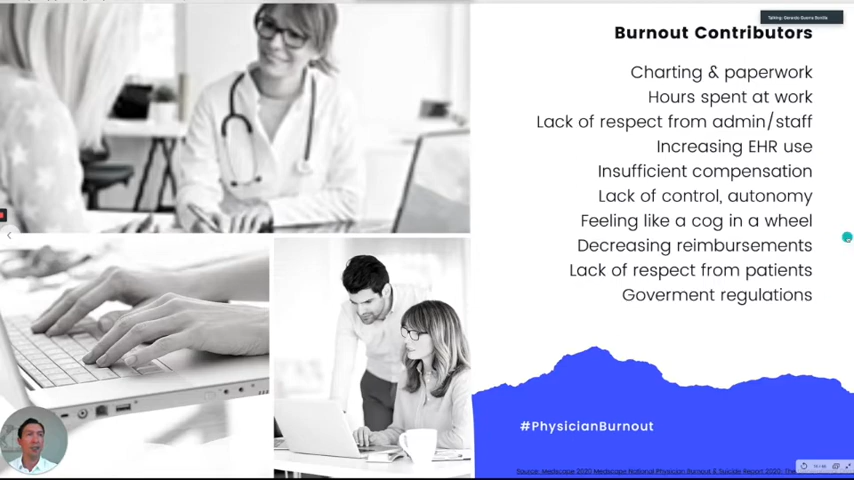 Burnout Contributors
Charting & paperwork
Hours spent at work
Lack of respect from admin/staff
Increasing EHR use
Insufficient compensation
Lack of control, autonomy
Feeling like a cog in a wheel
Decreasing reimbursements
Lack of respect from patients
Goverment regulations
#PhysicianBurnout
Source: Medscape 2020 Medscape National Physician Burnout & Suicide Report 2020: The